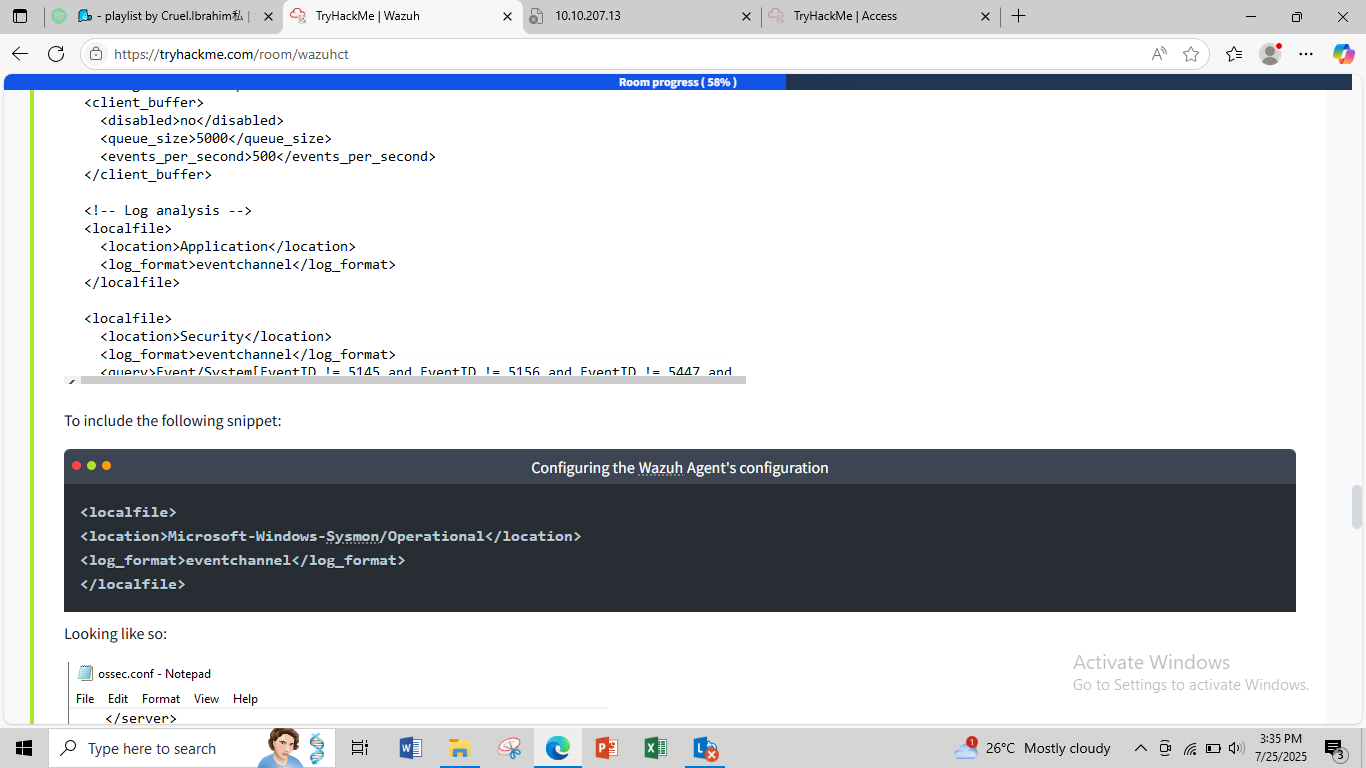 - playlist by Cruel.Ibrahim私 |
TryHackMe | Wazuh
10.10.207.13
TryHackMe | Access
https://tryhackme.com/room/wazuhct
Room progress ( 58% )
<client_buffer>
<disabled>no</disabled>
<queue_size>5000</queue_size>
<events_per_second>500</events_per_second>
</client_buffer>
<!-- Log analysis -->
<localfile>
<location>Application</location>
<log_format>eventchannel</log_format>
</localfile>
<localfile>
<location>Security</location>
<log_format>eventchannel</log_format>
<query>Event/System[EventID != 5145 and EventID != 5156 and EventID != 5447 and
To include the following snippet:
Configuring the Wazuh Agent's configuration
<localfile>
<location>Microsoft-Windows-Sysmon/Operational</location>
<log_format>eventchannel</log_format>
</localfile>
Looking like so:
ossec.conf - Notepad
File Edit Format View Help
</server>
Activate Windows
Go to Settings to activate Windows.
Type here to search
1
26°C Mostly cloudy
3:35 PM
7/25/2025
3